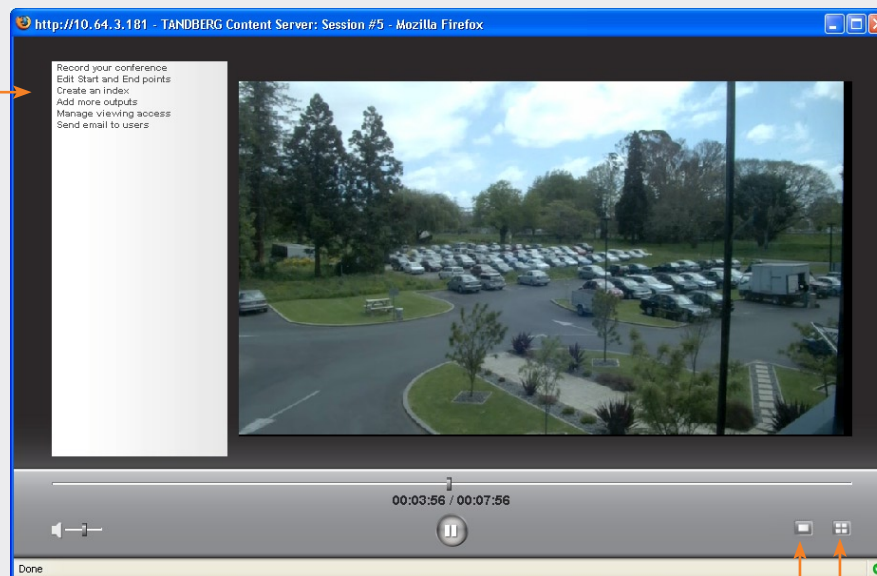 http://10.64.3.181 - TANDBERG Content Server: Session #5 - Mozilla Firefox
Record your conference
Edit Start and End points
Create an index
Add more outputs
Manage viewing access
Send email to users
00:03:56 / 00:07:56
Done